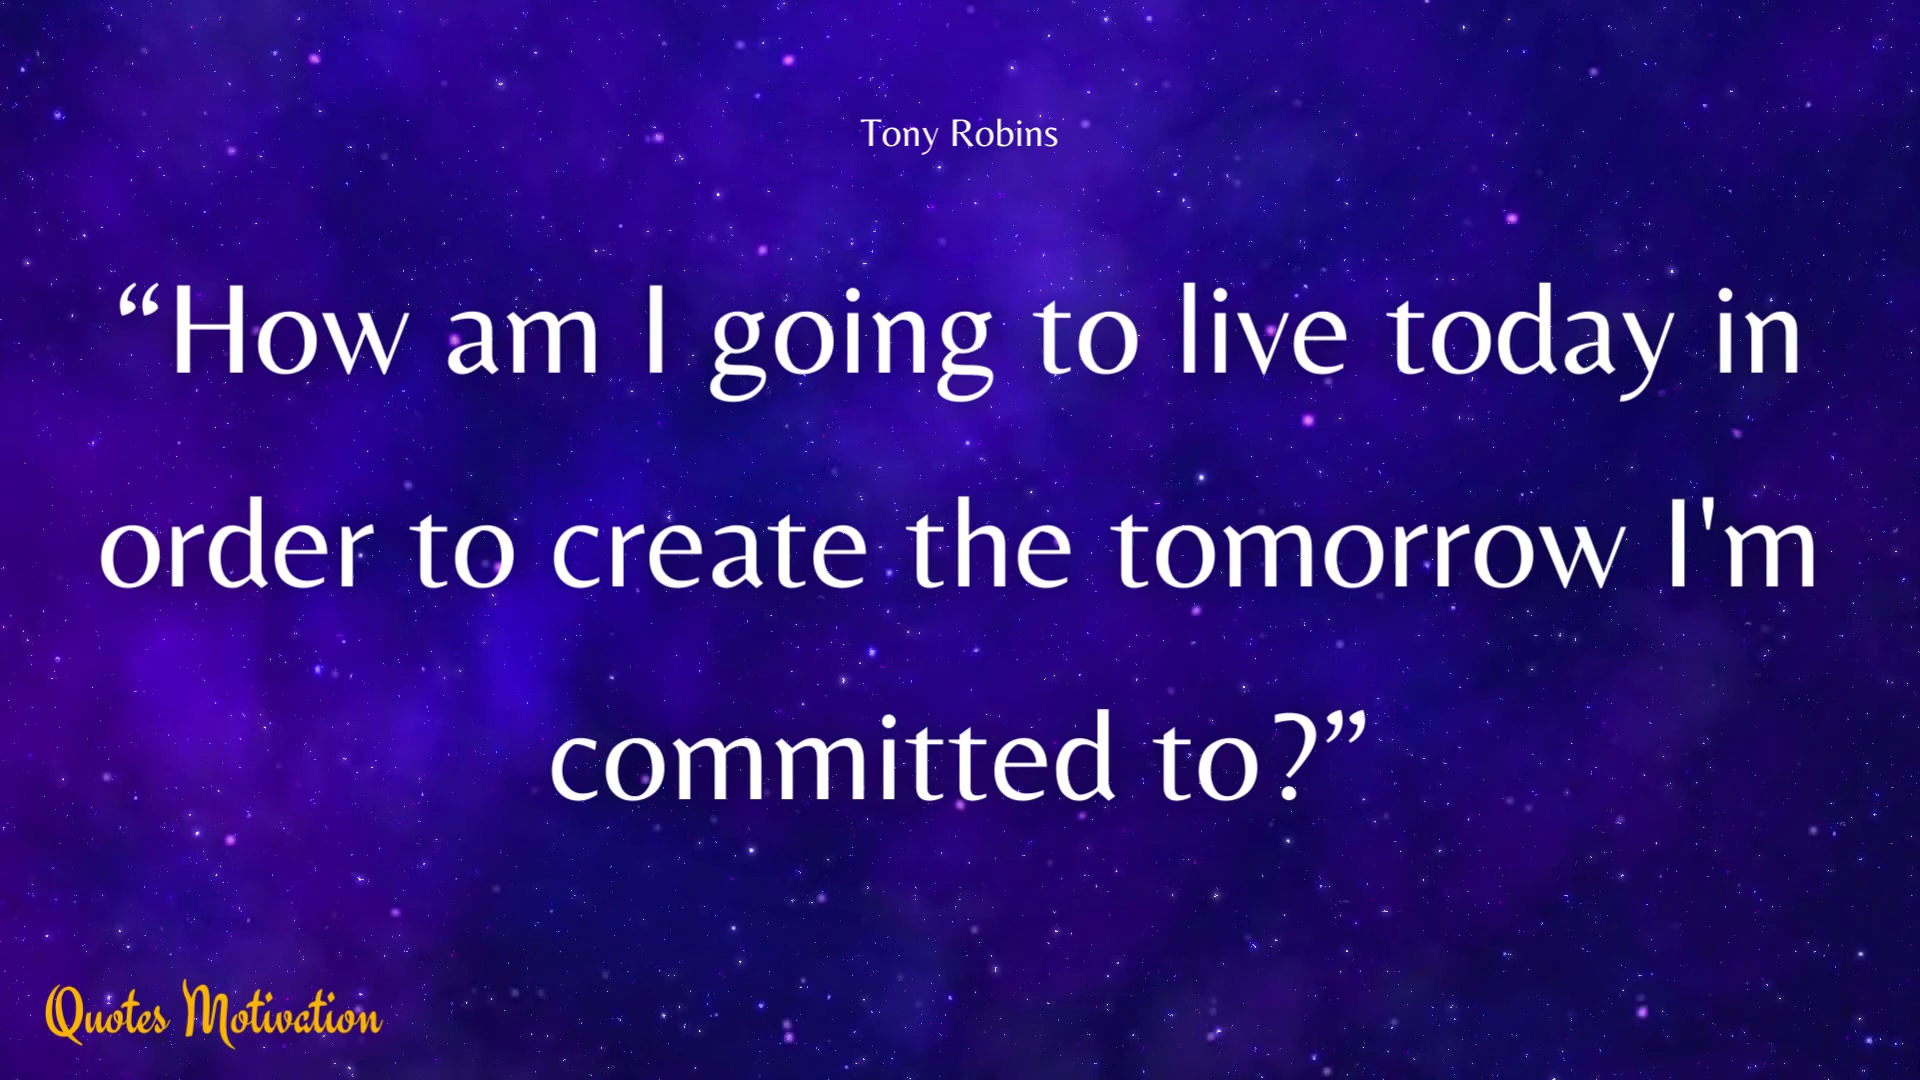 Tony Robins
“How am I going to live today in
order to create the tomorrow I'm
committed to?”
Quotes Motivation